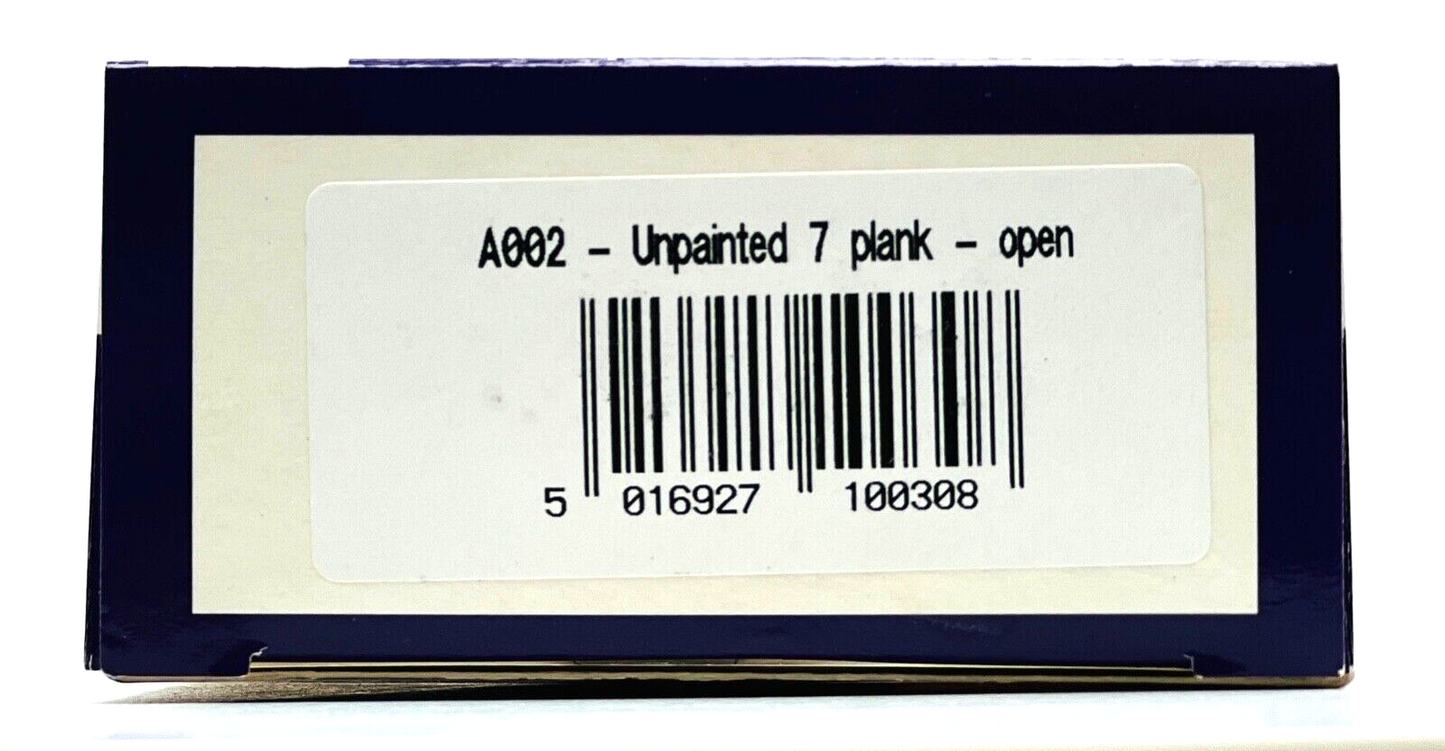 A002 - Unpainted 7 plank - open
5 016927 100308